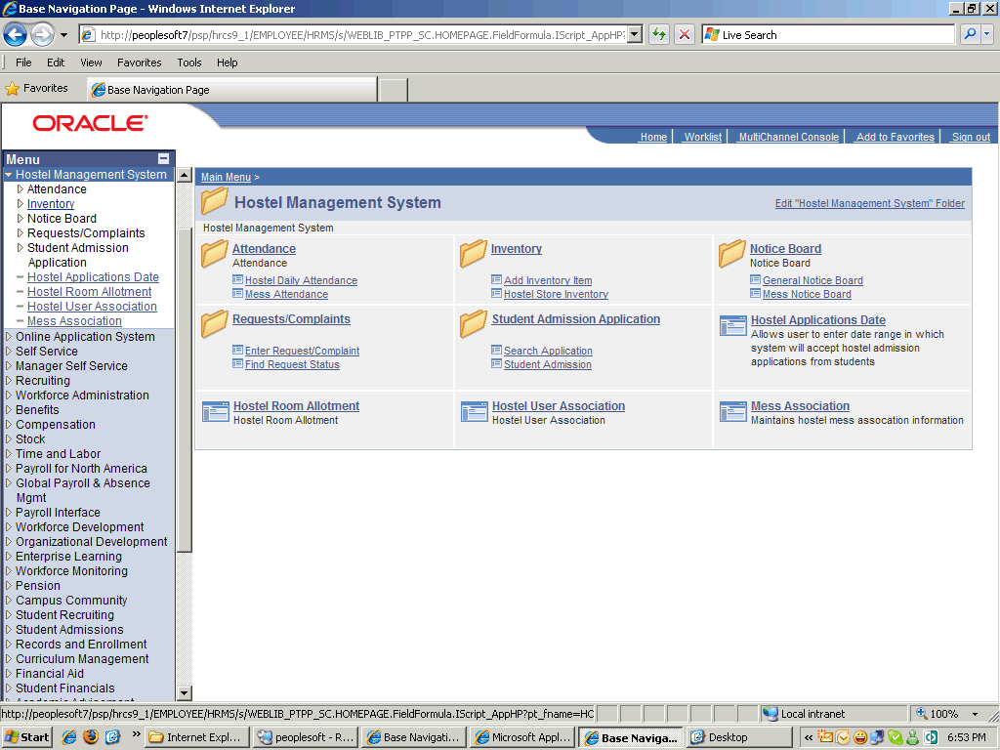 Base Navigation Page - Windows Internet Explorer
http://peoplesoft7/psp/hrcs9_1/EMPLOYEE/HRMS/s/WEBLIB_PTPP_SC.HOMEPAGE.FieldFormula.IScript_AppHP?
Live Search
File Edit View Favorites Tools Help
Favorites Base Navigation Page
ORACLE
Home Worklist MultiChannel Console Add to Favorites Sign out
Menu
Hostel Management System
Attendance
Inventory
Notice Board
Requests/Complaints
Student Admission
Application
Hostel Applications Date
Hostel Room Allotment
Hostel User Association
Mess Association
Online Application System
Self Service
Manager Self Service
Recruiting
Workforce Administration
Benefits
Compensation
Stock
Time and Labor
Payroll for North America
Global Payroll & Absence
Mgmt
Payroll Interface
Workforce Development
Organizational Development
Enterprise Learning
Workforce Monitoring
Pension
Campus Community
Student Recruiting
Student Admissions
Records and Enrollment
Curriculum Management
Financial Aid
Student Financials
Main Menu >
Hostel Management System
Edit "Hostel Management System" Folder
Hostel Management System
Attendance
Attendance
Hostel Daily Attendance
Mess Attendance
Inventory
Add Inventory Item
Hostel Store Inventory
Notice Board
Notice Board
General Notice Board
Mess Notice Board
Requests/Complaints
Enter Request/Complaint
Find Request Status
Student Admission Application
Search Application
Student Admission
Hostel Applications Date
Allows user to enter date range in which
system will accept hostel admission
applications from students
Hostel Room Allotment
Hostel Room Allotment
Hostel User Association
Hostel User Association
Mess Association
Maintains hostel mess assocation information
http://peoplesoft7/psp/hrcs9_1/EMPLOYEE/HRMS/s/WEBLIB_PTPP_SC.HOMEPAGE.FieldFormula.IScript_AppHP?pt_fname=HC
Local intranet
100%
Start
Internet Expl...
peoplesoft - R...
Base Navigati...
Microsoft Appl...
Base Naviga...
Desktop
6:53 PM